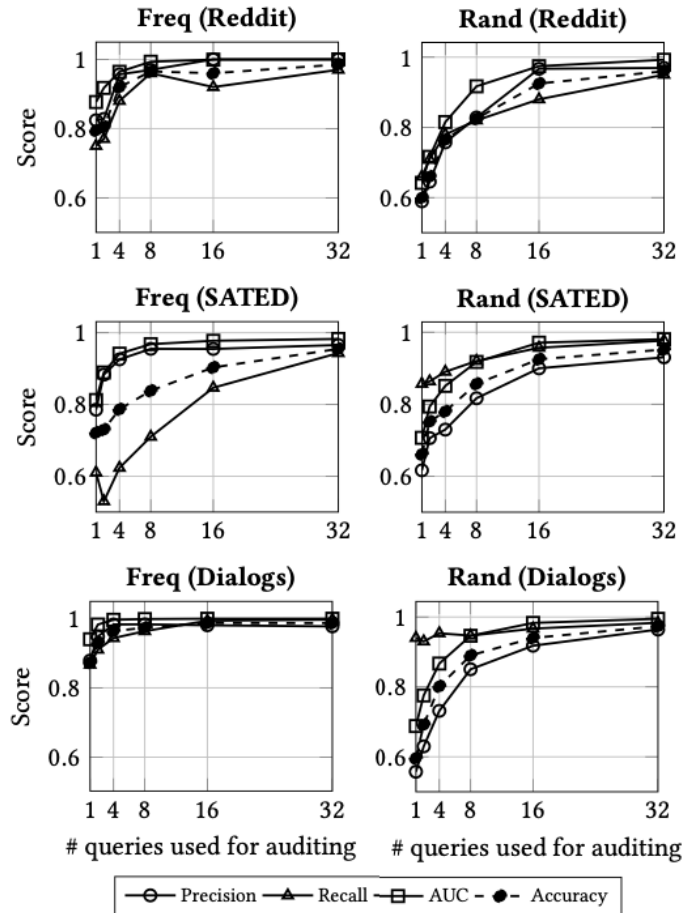 Freq (Reddit)
Rand (Reddit)
1
0.8
0.6
Score
1 4 8 16 32
1
0.8
0.6
1 4 8 16 32
Freq (SATED)
Rand (SATED)
1
0.8
0.6
Score
1 4 8 16 32
1
0.8
0.6
1 4 8 16 32
Freq (Dialogs)
Rand (Dialogs)
1
0.8
0.6
Score
1 4 8 16 32
1
0.8
0.6
1 4 8 16 32
# queries used for auditing
# queries used for auditing
Precision Recall AUC Accuracy